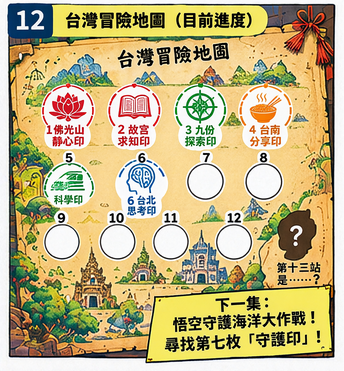 12 台灣冒險地圖（目前進度）
台灣冒險地圖
1佛光山
静心印
2 故宮
求知印
3 九份
探索印
4 台南
分享印
5
科學印
6
6 台北
思考印
7
8
9
10
11
12
?
第十三站
是……？
下一集：
悟空守護海洋大作戰！
尋找第七枚「守護印」！